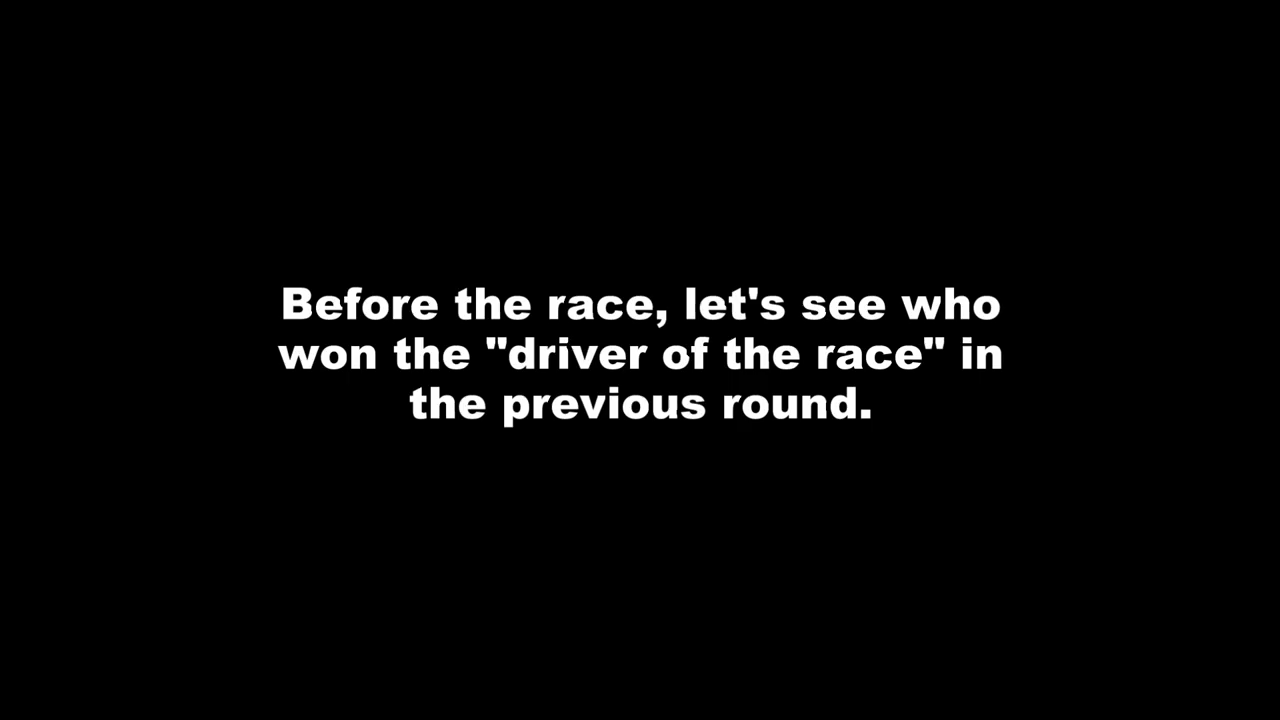 Before the race, let's see who
won the "driver of the race" in
the previous round.